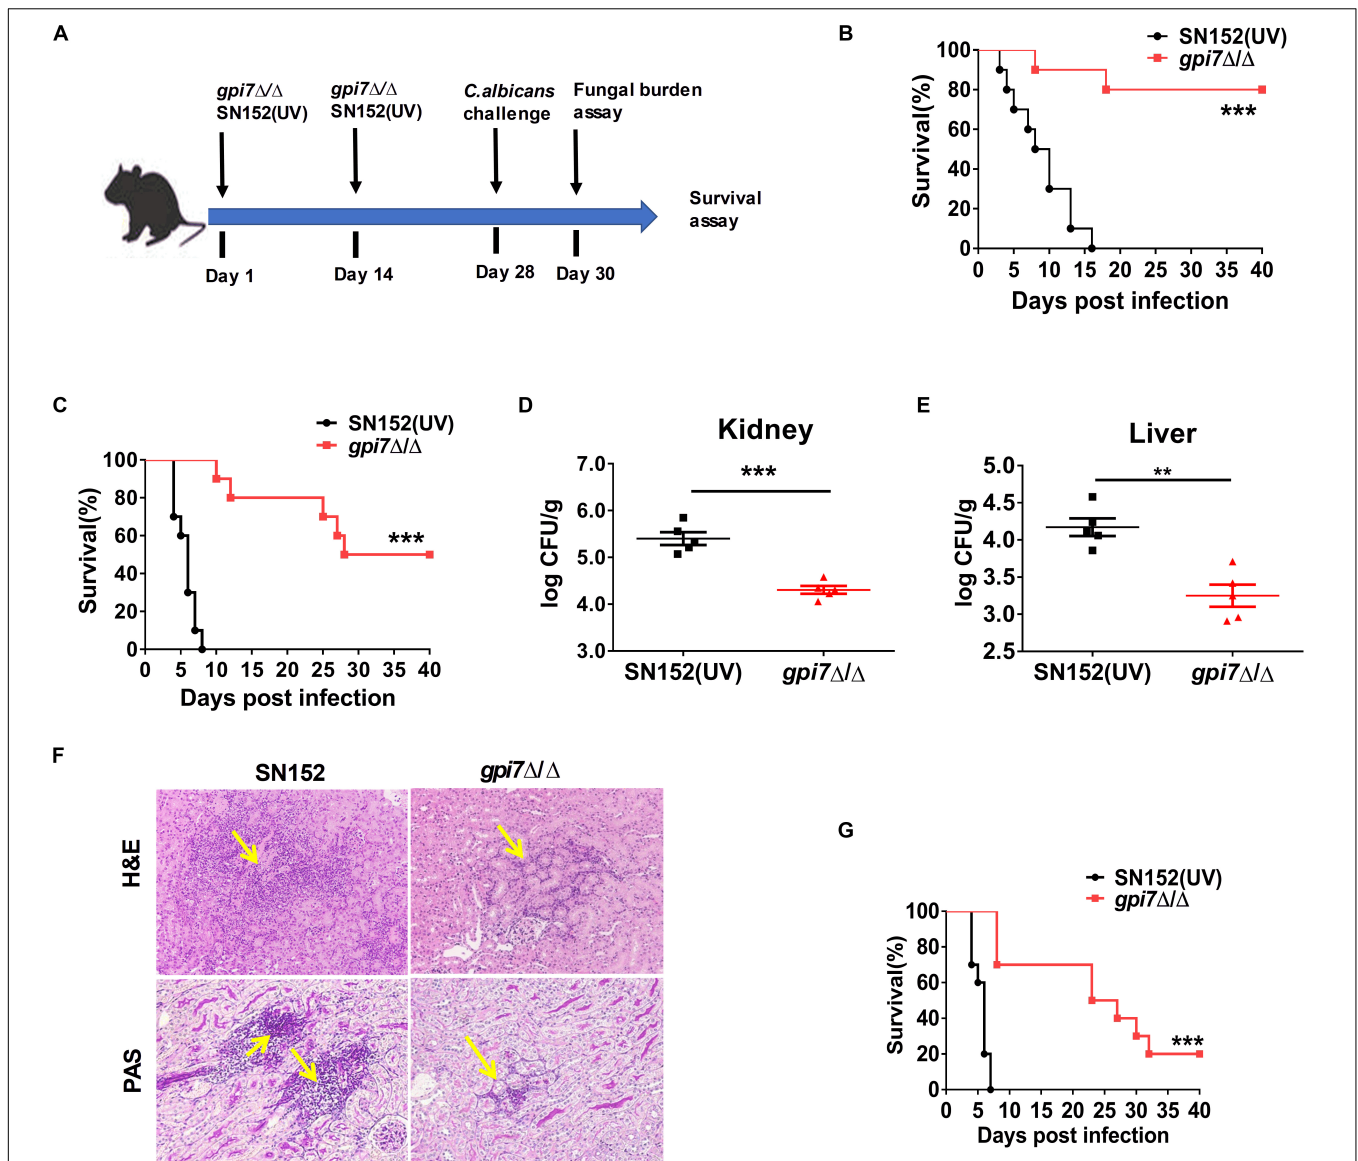 A
gpi7Δ/Δ
SN152(UV)
gpi7Δ/Δ
SN152(UV)
C.albicans
challenge
Fungal burden
assay
Survival
assay
Day 1
Day 14
Day 28
Day 30
B
SN152(UV)
gpi7Δ/Δ
100
80
60
40
20
0
Survival(%)
***
0 5 10 15 20 25 30 35 40
Days post infection
C
SN152(UV)
gpi7Δ/Δ
100
80
60
40
20
0
Survival(%)
***
0 5 10 15 20 25 30 35 40
Days post infection
D
Kidney
7.0
6.0
5.0
4.0
3.0
log CFU/g
***
SN152(UV) gpi7Δ/Δ
E
Liver
5.0
4.5
4.0
3.5
3.0
2.5
log CFU/g
**
SN152(UV) gpi7Δ/Δ
F
SN152 gpi7Δ/Δ
H&E
PAS
G
SN152(UV)
gpi7Δ/Δ
100
80
60
40
20
0
Survival(%)
***
0 5 10 15 20 25 30 35 40
Days post infection